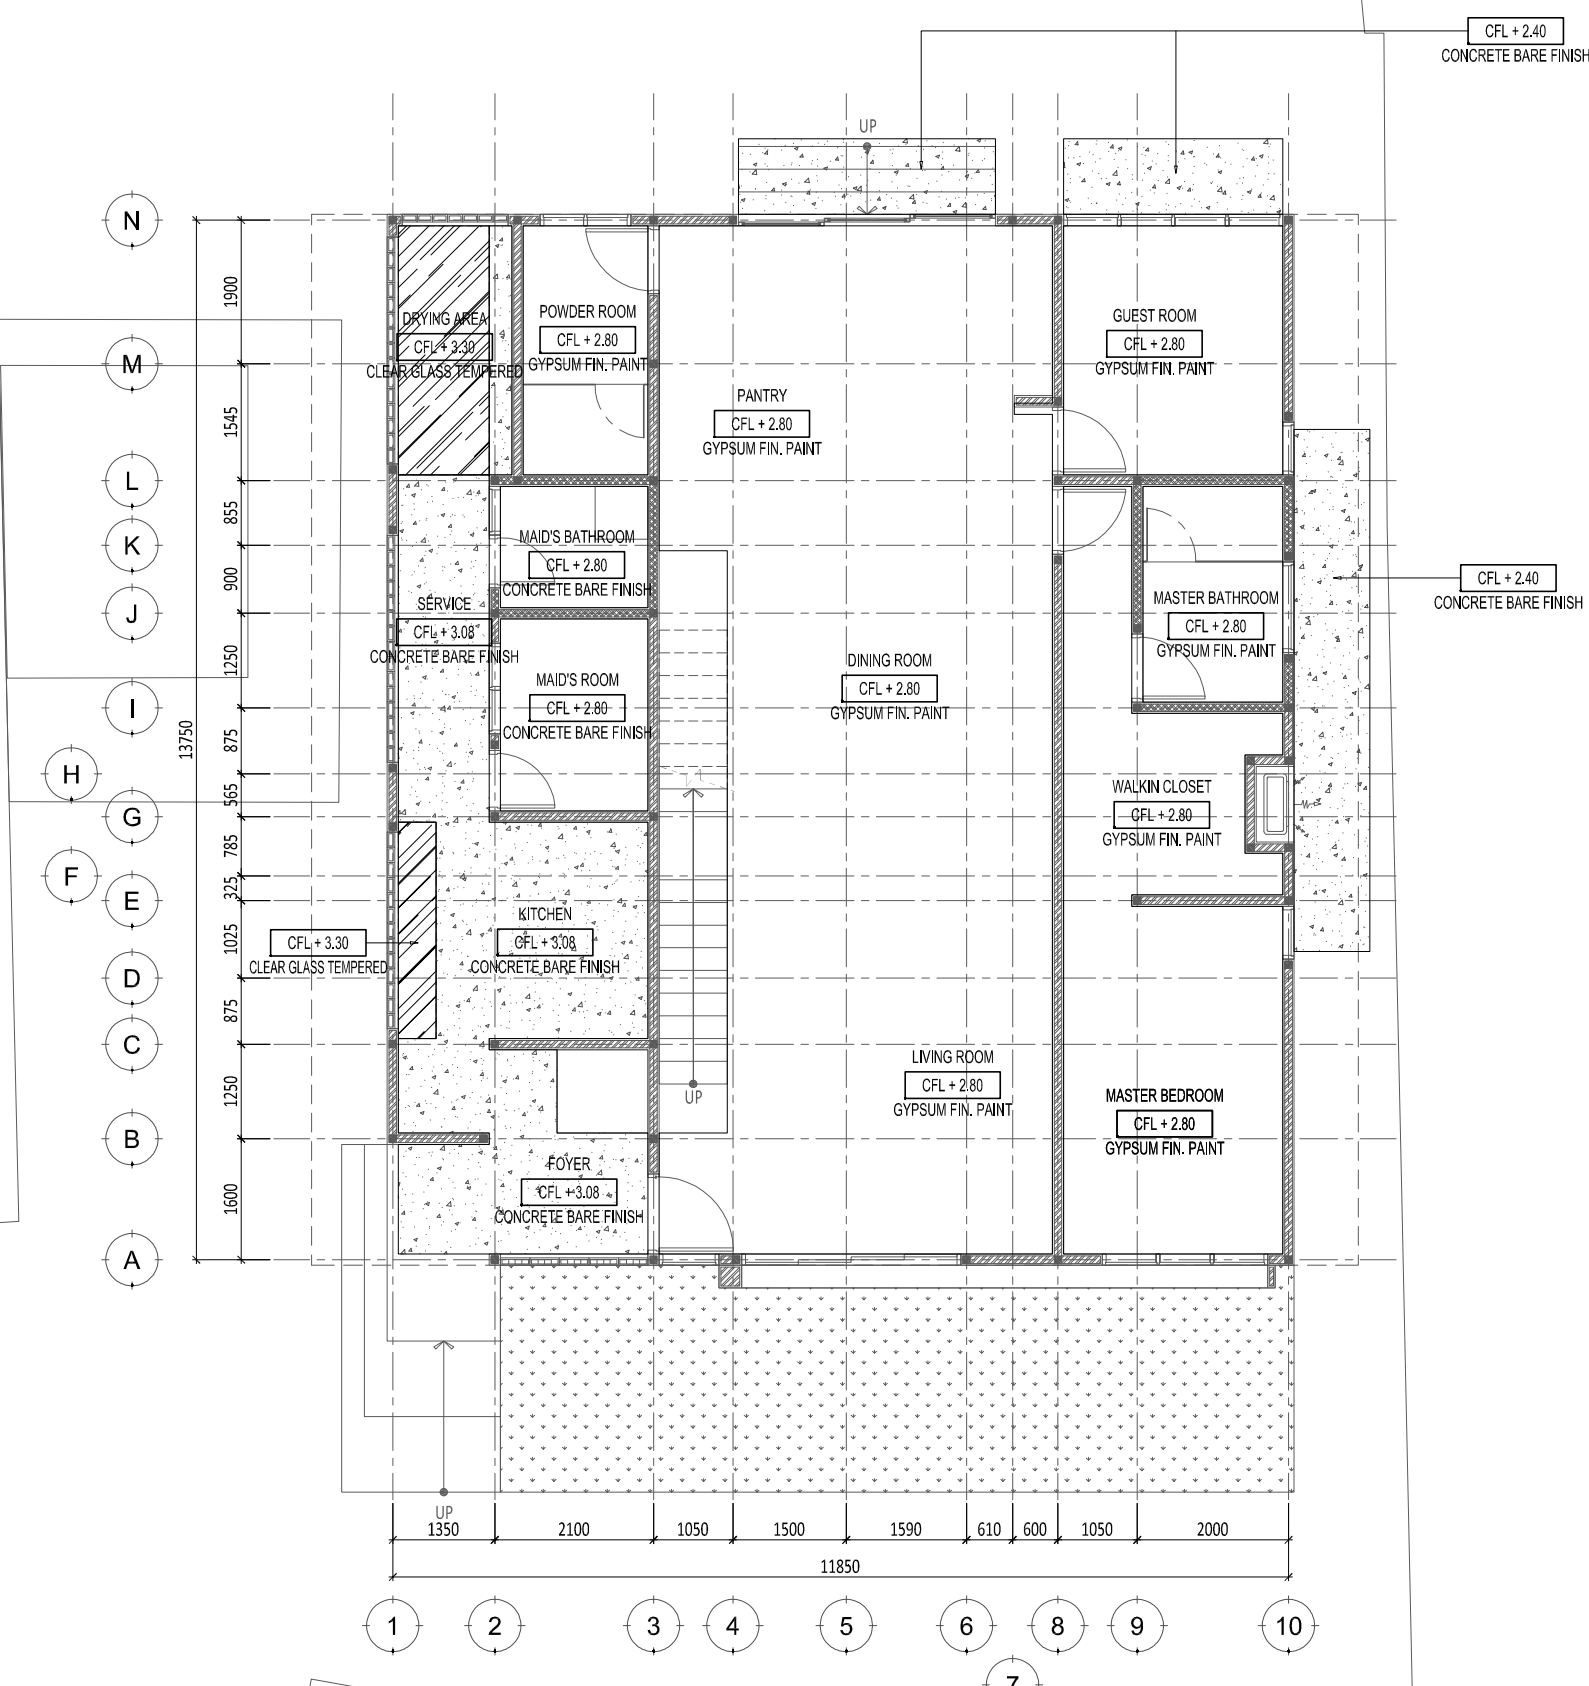 CFL + 2.40
CONCRETE BARE FINISH
UP
N
1900
DRYING AREA
CFL + 3.30
CLEAR GLASS TEMPERED
POWDER ROOM
CFL + 2.80
GYPSUM FIN. PAINT
GUEST ROOM
CFL + 2.80
GYPSUM FIN. PAINT
M
PANTRY
CFL + 2.80
GYPSUM FIN. PAINT
1545
L
855
K
MAID'S BATHROOM
CFL + 2.80
CONCRETE BARE FINISH
900
CFL + 2.40
CONCRETE BARE FINISH
J
SERVICE
CFL + 3.08
CONCRETE BARE FINISH
MASTER BATHROOM
CFL + 2.80
GYPSUM FIN. PAINT
1250
DINING ROOM
CFL + 2.80
GYPSUM FIN. PAINT
MAID'S ROOM
CFL + 2.80
CONCRETE BARE FINISH
I
13750
875
H
565
WALKIN CLOSET
CFL + 2.80
GYPSUM FIN. PAINT
G
785
F
325
E
KITCHEN
CFL + 3.08
CONCRETE BARE FINISH
1025
CFL + 3.30
CLEAR GLASS TEMPERED
D
875
C
LIVING ROOM
CFL + 2.80
GYPSUM FIN. PAINT
1250
UP
MASTER BEDROOM
CFL + 2.80
GYPSUM FIN. PAINT
B
FOYER
CFL + 3.08
CONCRETE BARE FINISH
1600
A
UP
1350
2100
1050
1500
1590
610
600
1050
2000
11850
1
2
3
4
5
6
8
9
10
7